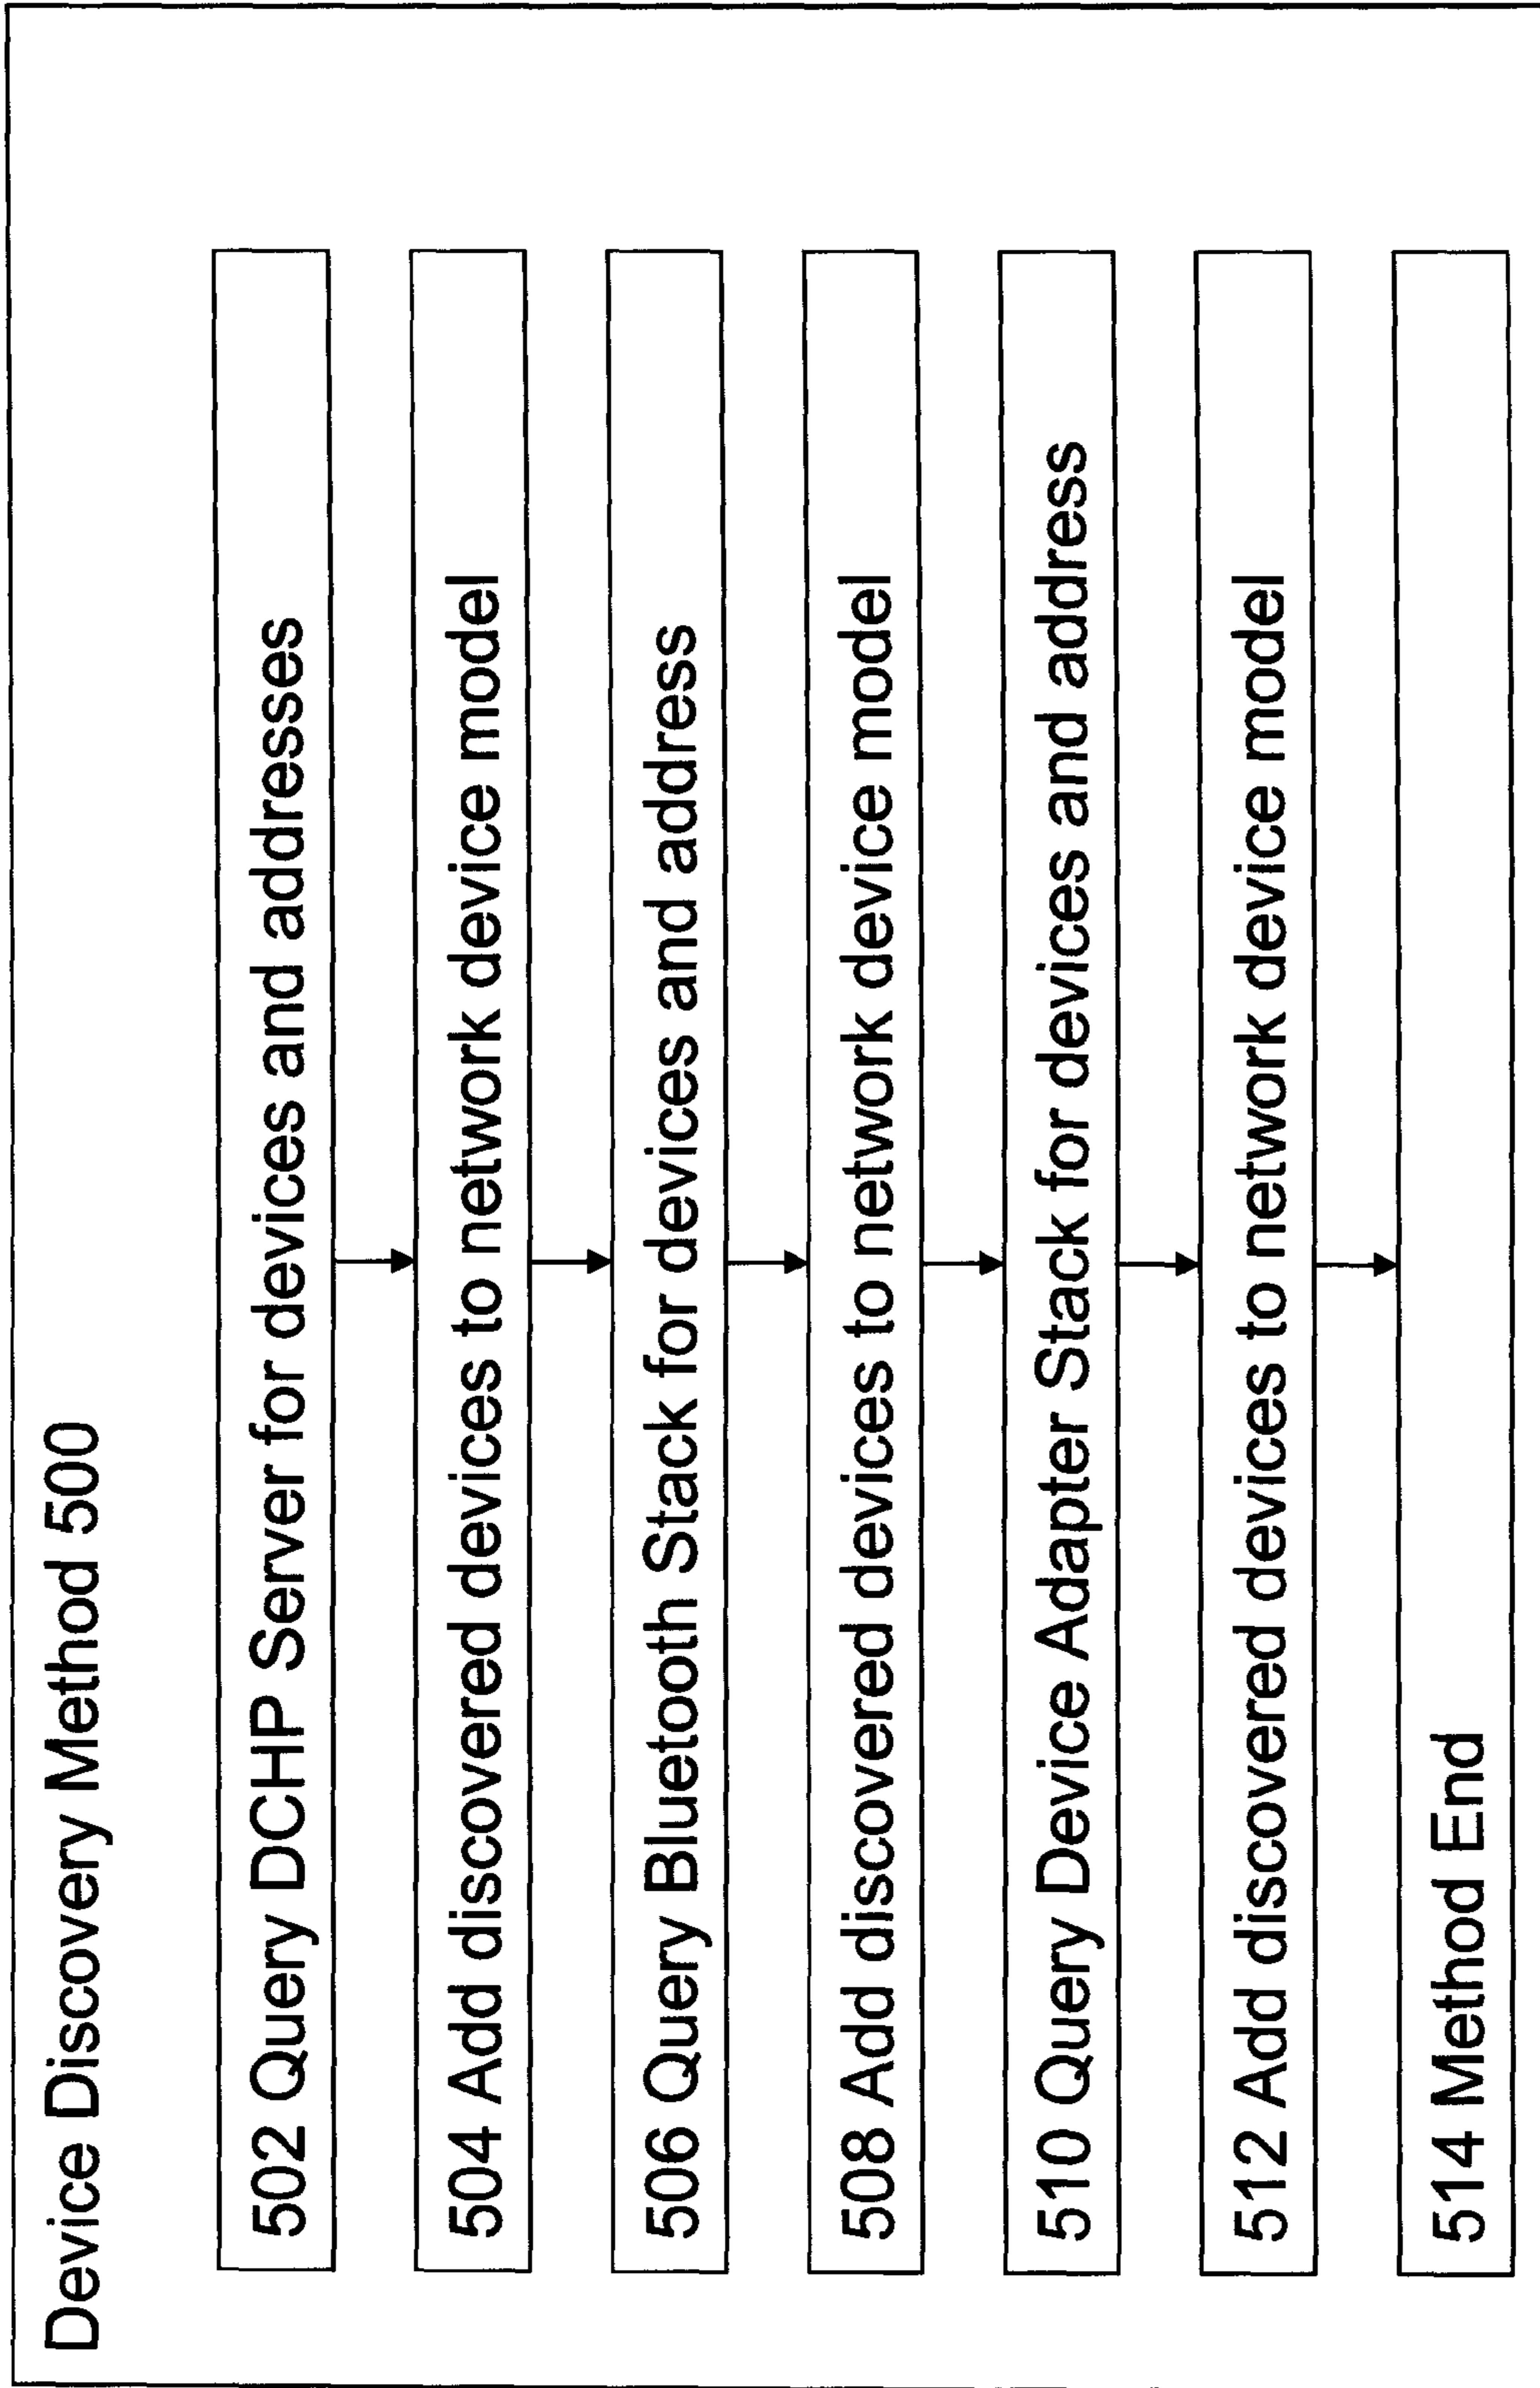 Device Discovery Method 500
502 Query DCHP Server for devices and addresses
504 Add discovered devices to network device model
506 Query Bluetooth Stack for devices and address
508 Add discovered devices to network device model
510 Query Device Adapter Stack for devices and address
512 Add discovered devices to network device model
514 Method End